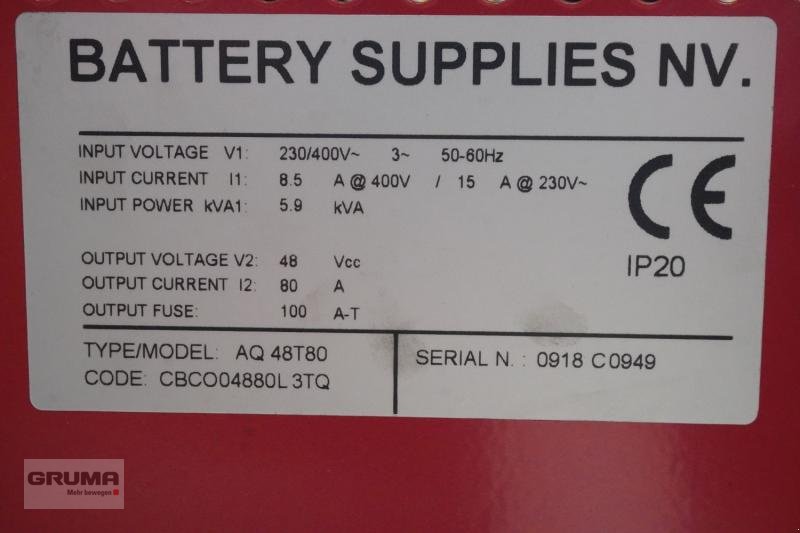 BATTERY SUPPLIES NV.
INPUT VOLTAGE V1: 230/400V~ 3~ 50-60Hz
INPUT CURRENT I1: 8.5 A @ 400V / 15 A @ 230V~
INPUT POWER kVA1: 5.9 kVA
CE
OUTPUT VOLTAGE V2: 48 Vcc
IP20
OUTPUT CURRENT I2: 80 A
OUTPUT FUSE: 100 A-T
TYPE/MODEL: AQ 48T80
CODE: CBCO04880L3TQ
SERIAL N. : 0918 C0949
GRUMA
Mehr bewegen